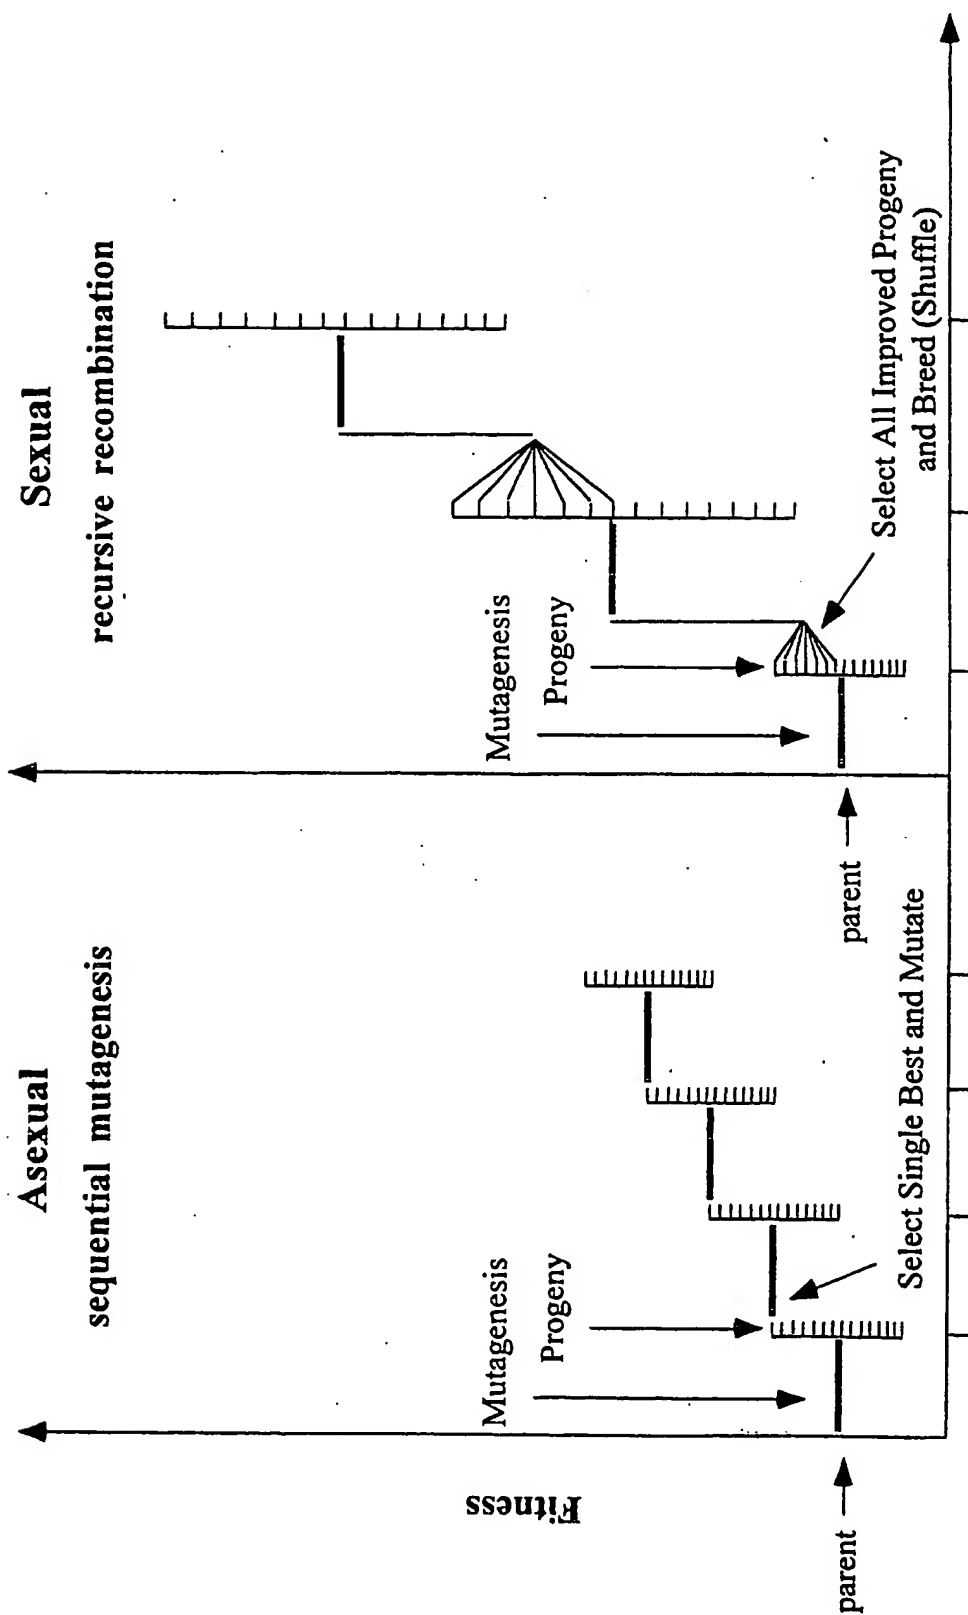 Asexual
sequential mutagenesis
Sexual
recursive recombination
Fitness
Mutagenesis
Progeny
parent
Select Single Best and Mutate
Mutagenesis
Progeny
parent
Select All Improved Progeny
and Breed (Shuffle)